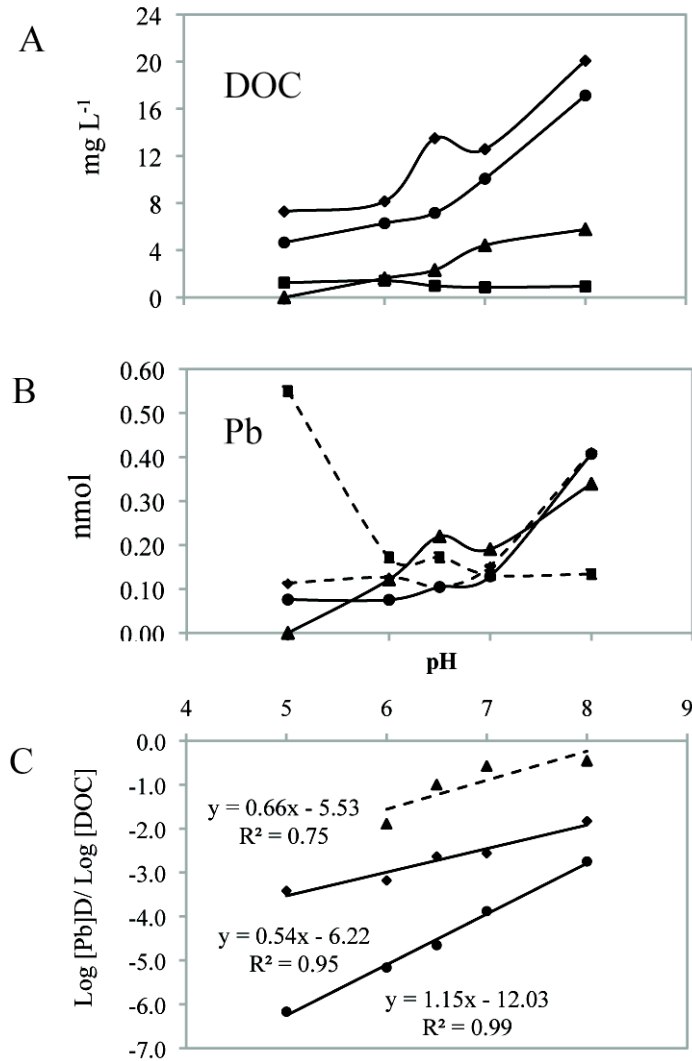 A
24
20
16
12
8
4
0
mg L⁻¹
DOC
B
0.60
0.50
0.40
0.30
0.20
0.10
0.00
nmol
Pb
pH
4 5 6 7 8 9
C
0.0
-1.0
-2.0
-3.0
-4.0
-5.0
-6.0
-7.0
Log [Pb]D/ Log [DOC]
y = 0.66x - 5.53
R² = 0.75
y = 0.54x - 6.22
R² = 0.95
y = 1.15x - 12.03
R² = 0.99